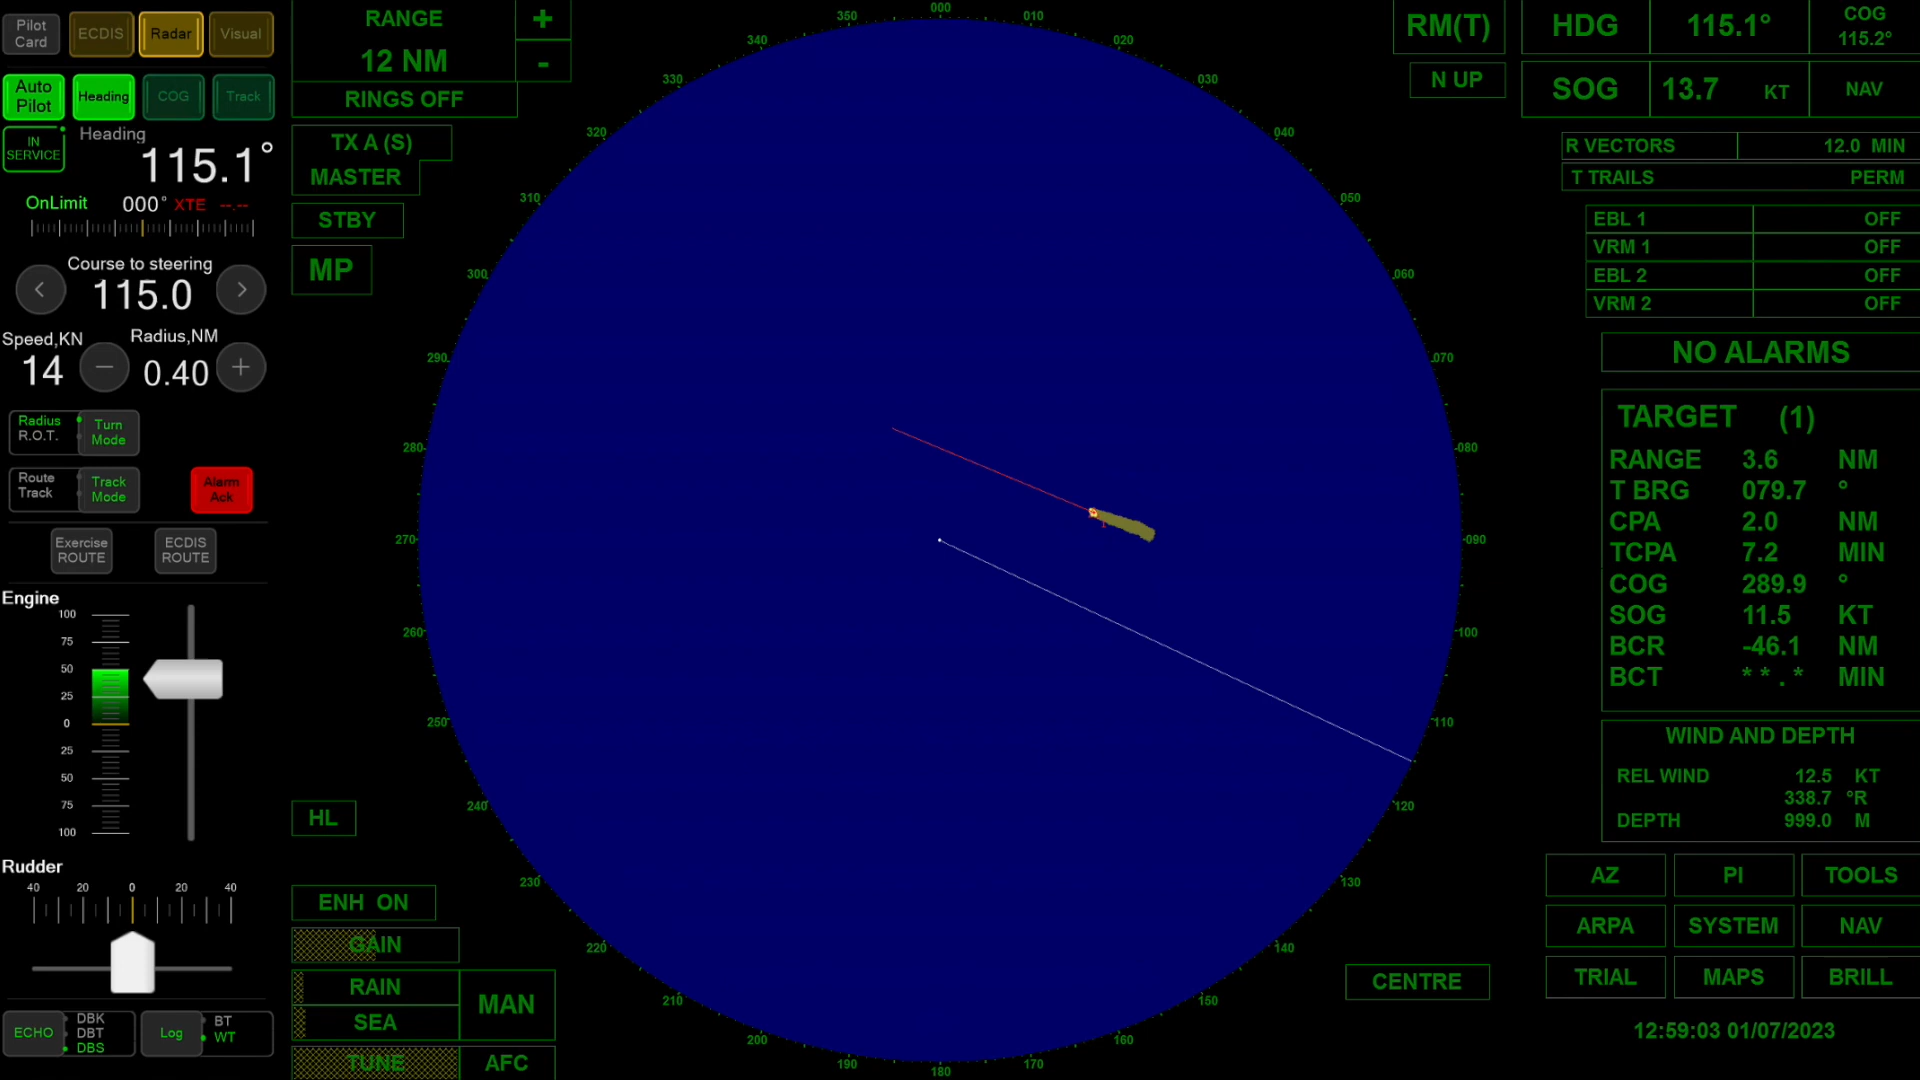 Pilot Card
ECDIS
Radar
Visual
Auto Pilot
Heading
COG
Track
IN SERVICE
Heading
115.1°
OnLimit 000° XTE --.--
Course to steering
< 115.0 >
Speed,KN Radius,NM
14 − 0.40 +
Radius
R.O.T.
Turn Mode
Route
Track
Track Mode
Alarm Ack
Exercise ROUTE
ECDIS ROUTE
Engine
100
75
50
25
0
25
50
75
100
Rudder
40 20 0 20 40
ECHO
DBK
DBT
DBS
Log
BT
WT
RANGE +
12 NM -
RINGS OFF
TX A (S)
MASTER
STBY
MP
HL
ENH ON
GAIN
RAIN
SEA
MAN
TUNE
AFC
000
010
020
030
040
050
060
070
080
090
100
110
120
130
140
150
160
180
190
200
210
220
230
240
250
260
270
280
290
300
310
320
330
340
350
1
RM(T)
N UP
CENTRE
HDG 115.1° COG 115.2°
SOG 13.7 KT NAV
R VECTORS 12.0 MIN
T TRAILS PERM
EBL 1 OFF
VRM 1 OFF
EBL 2 OFF
VRM 2 OFF
NO ALARMS
TARGET (1)
RANGE 3.6 NM
T BRG 079.7 °
CPA 2.0 NM
TCPA 7.2 MIN
COG 289.9 °
SOG 11.5 KT
BCR -46.1 NM
BCT * * . * MIN
WIND AND DEPTH
REL WIND 12.5 KT
338.7 °R
DEPTH 999.0 M
AZ PI TOOLS
ARPA SYSTEM NAV
TRIAL MAPS BRILL
12:59:03 01/07/2023